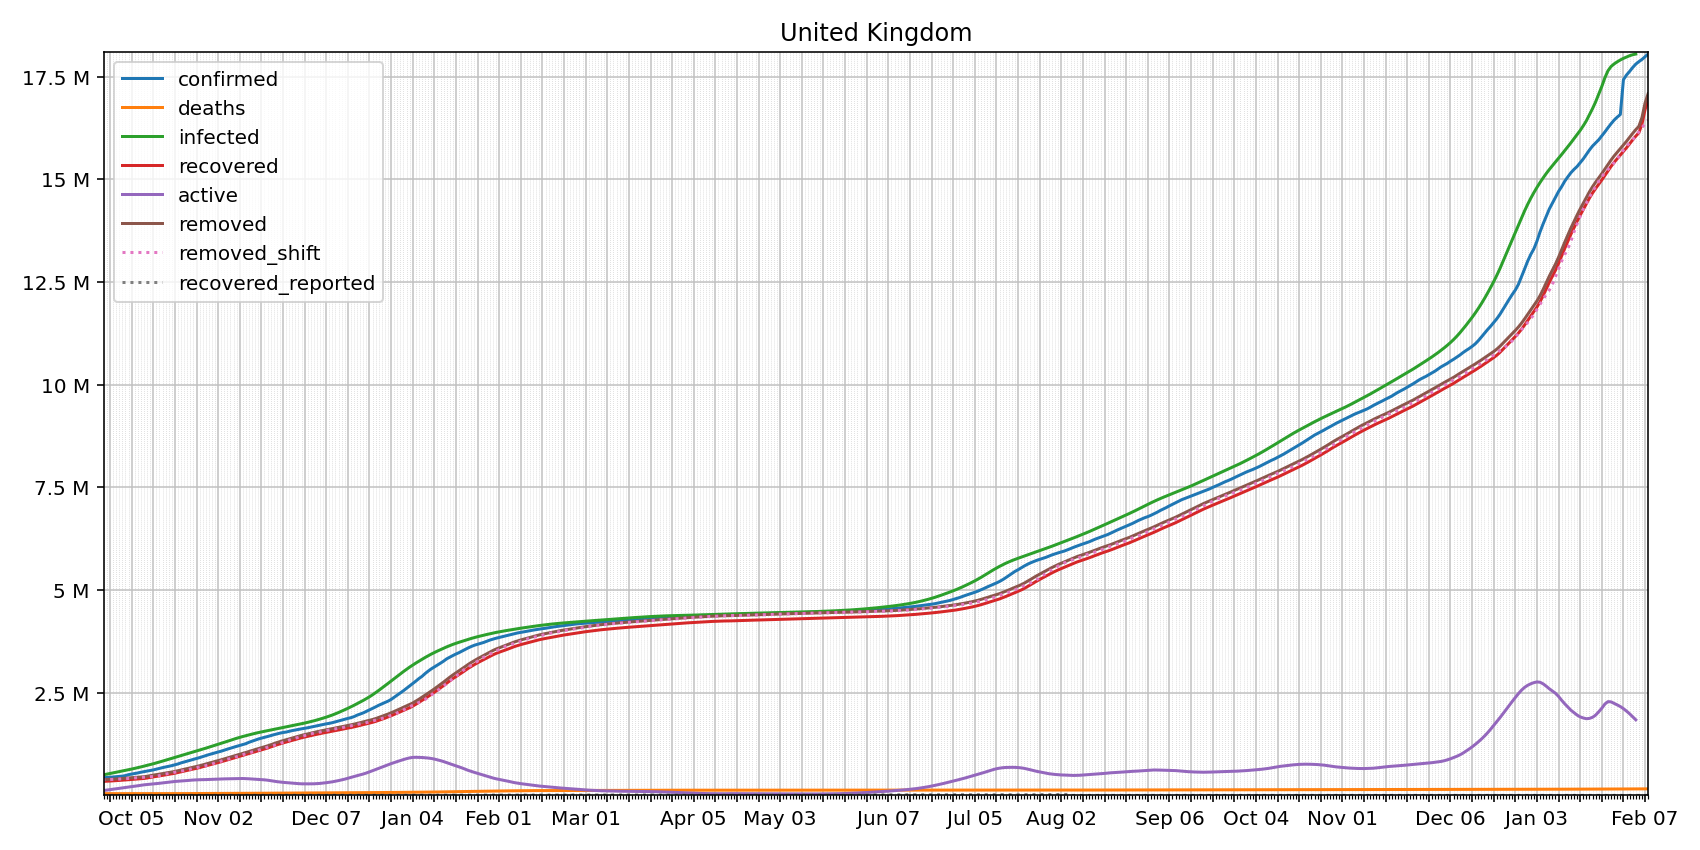 United Kingdom
17.5 M
15 M
12.5 M
10 M
7.5 M
5 M
2.5 M
confirmed
deaths
infected
recovered
active
removed
removed_shift
recovered_reported
Oct 05 Nov 02 Dec 07 Jan 04 Feb 01 Mar 01 Apr 05 May 03 Jun 07 Jul 05 Aug 02 Sep 06 Oct 04 Nov 01 Dec 06 Jan 03 Feb 07